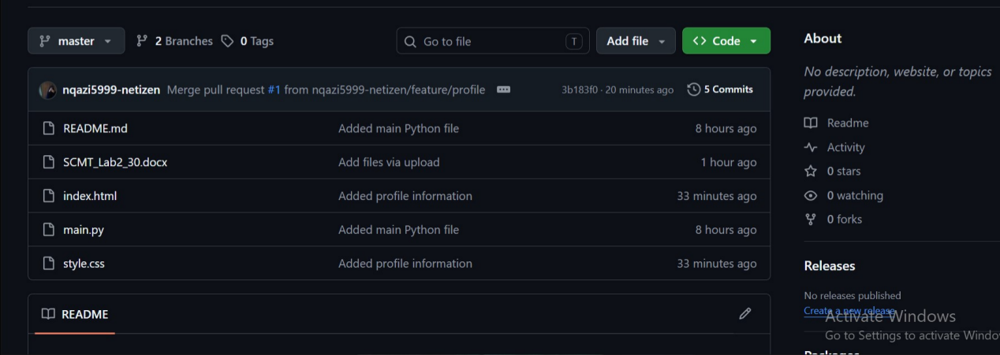 master 2 Branches 0 Tags Go to file T Add file Code
nqazi5999-netizen Merge pull request #1 from nqazi5999-netizen/feature/profile 3b183f0 · 20 minutes ago 5 Commits
README.md Added main Python file 8 hours ago
SCMT_Lab2_30.docx Add files via upload 1 hour ago
index.html Added profile information 33 minutes ago
main.py Added main Python file 8 hours ago
style.css Added profile information 33 minutes ago
README
About
No description, website, or topics
provided.
Readme
Activity
0 stars
0 watching
0 forks
Releases
No releases published
Create a new release
Activate Windows
Go to Settings to activate Windo